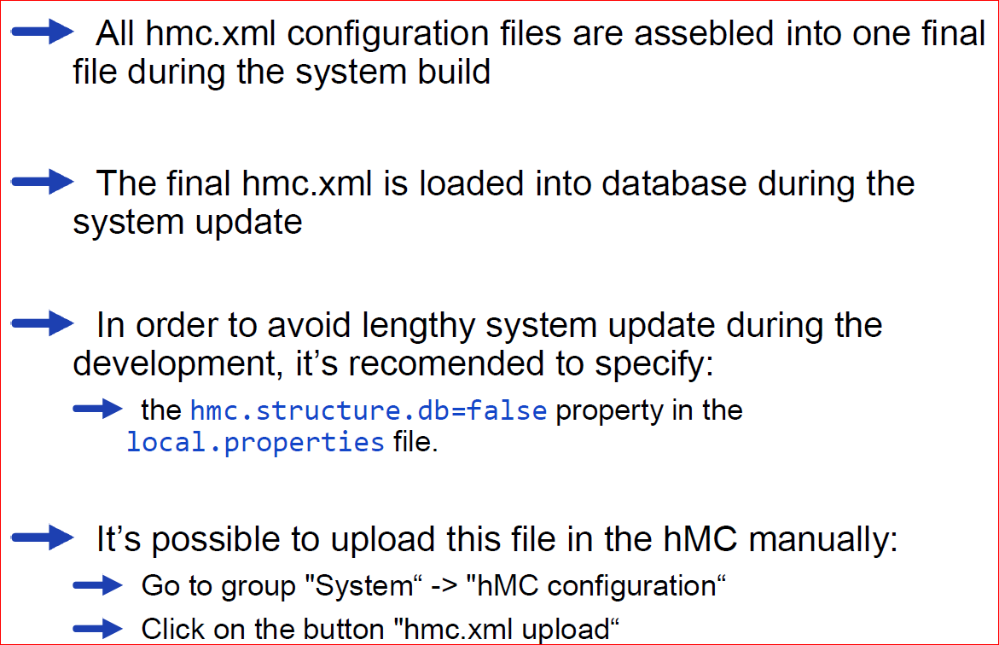 All hmc.xml configuration files are assebled into one final
file during the system build
The final hmc.xml is loaded into database during the
system update
In order to avoid lengthy system update during the
development, it’s recomended to specify:
the hmc.structure.db=false property in the
local.properties file.
It’s possible to upload this file in the hMC manually:
Go to group "System“ -> "hMC configuration“
Click on the button "hmc.xml upload“